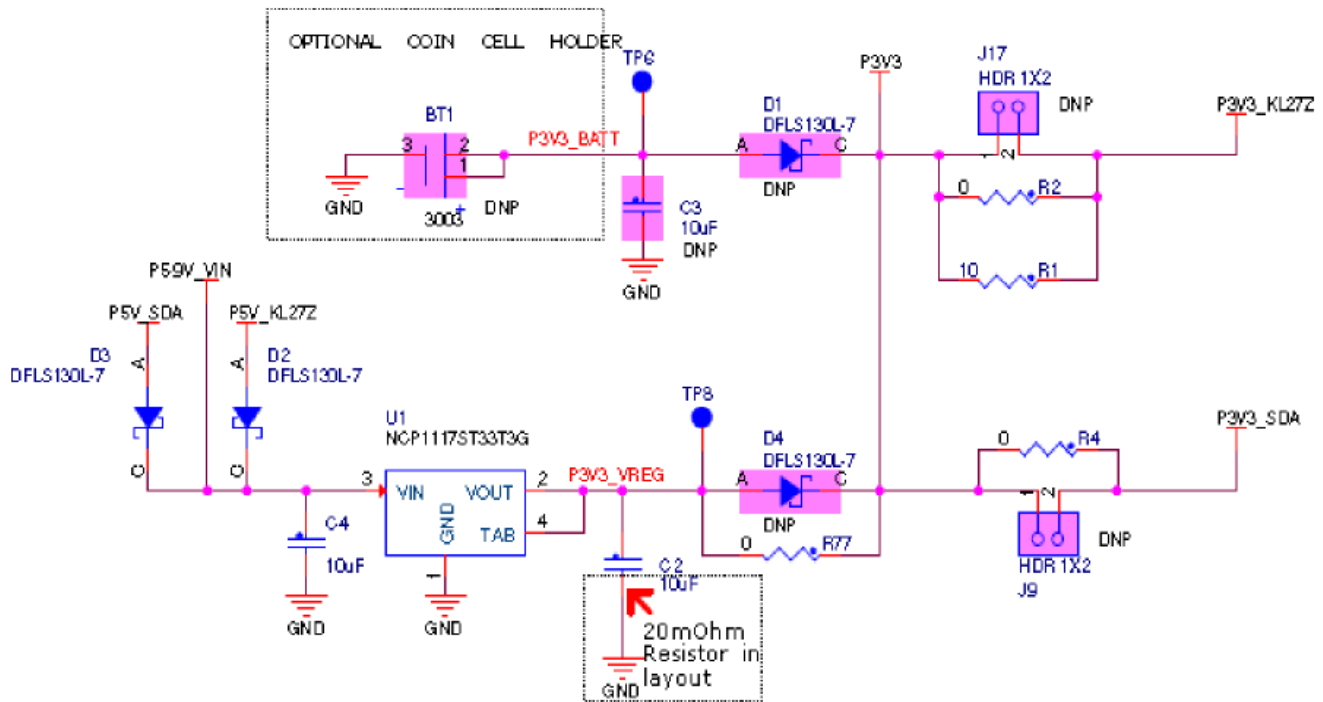 OPTIONAL COIN CELL HOLDER
TP6
P3V3
J17
HDR 1X2
DNP
P3V3_KL27Z
BT1
3
2
1
P3V3_BATT
D1
DFLS130L-7
A
C
DNP
1
2
GND
-
+
3003
DNP
C3
10uF
DNP
GND
0
R2
10
R1
P5-9V_VIN
P5V_SDA
P5V_KL27Z
D3
DFLS130L-7
A
C
D2
DFLS130L-7
A
C
U1
NCP1117ST33T3G
3
VIN
VOUT
2
GND
TAB
4
1
P3V3_VREG
TP8
D4
DFLS130L-7
A
C
DNP
0
R77
0
R4
P3V3_SDA
1
2
DNP
HDR 1X2
J9
C4
10uF
GND
GND
C2
10uF
20mOhm
Resistor in
layout
GND